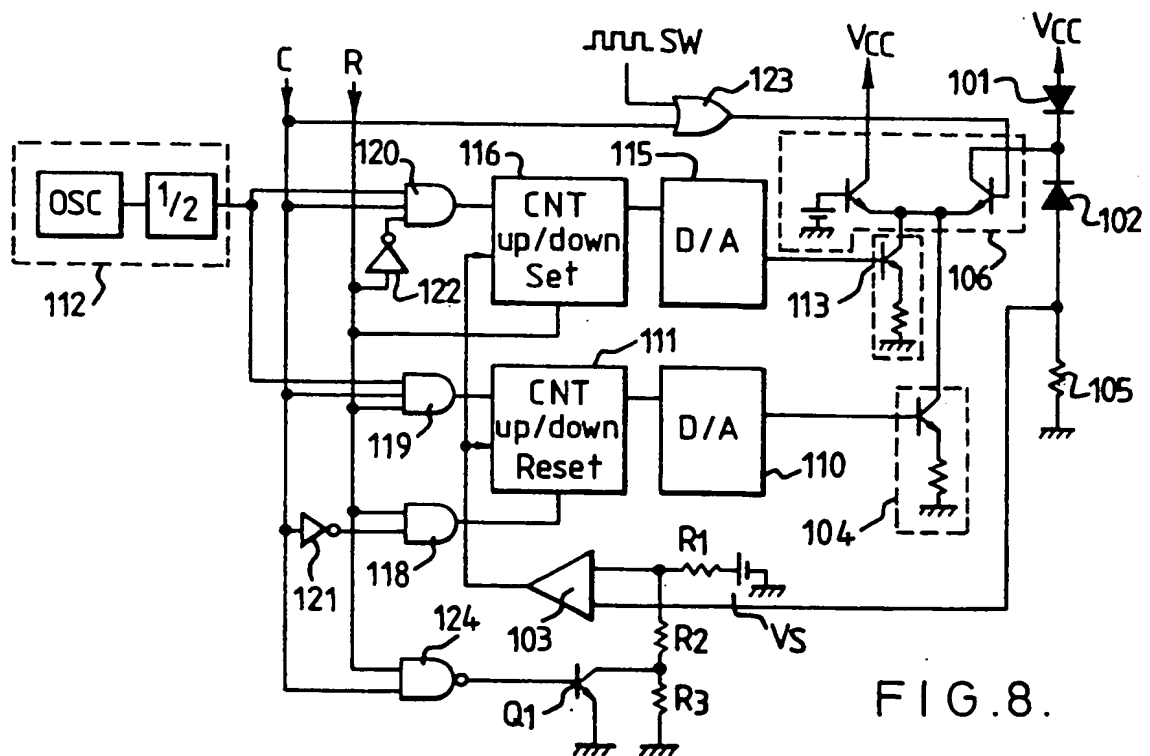 C
R
SW
VCC
VCC
123
101
120
116
115
OSC
1/2
CNT
up/down
Set
D/A
102
112
122
113
106
111
CNT
up/down
Reset
D/A
105
119
110
104
121
118
R1
103
VS
R2
124
Q1
R3
FIG.8.